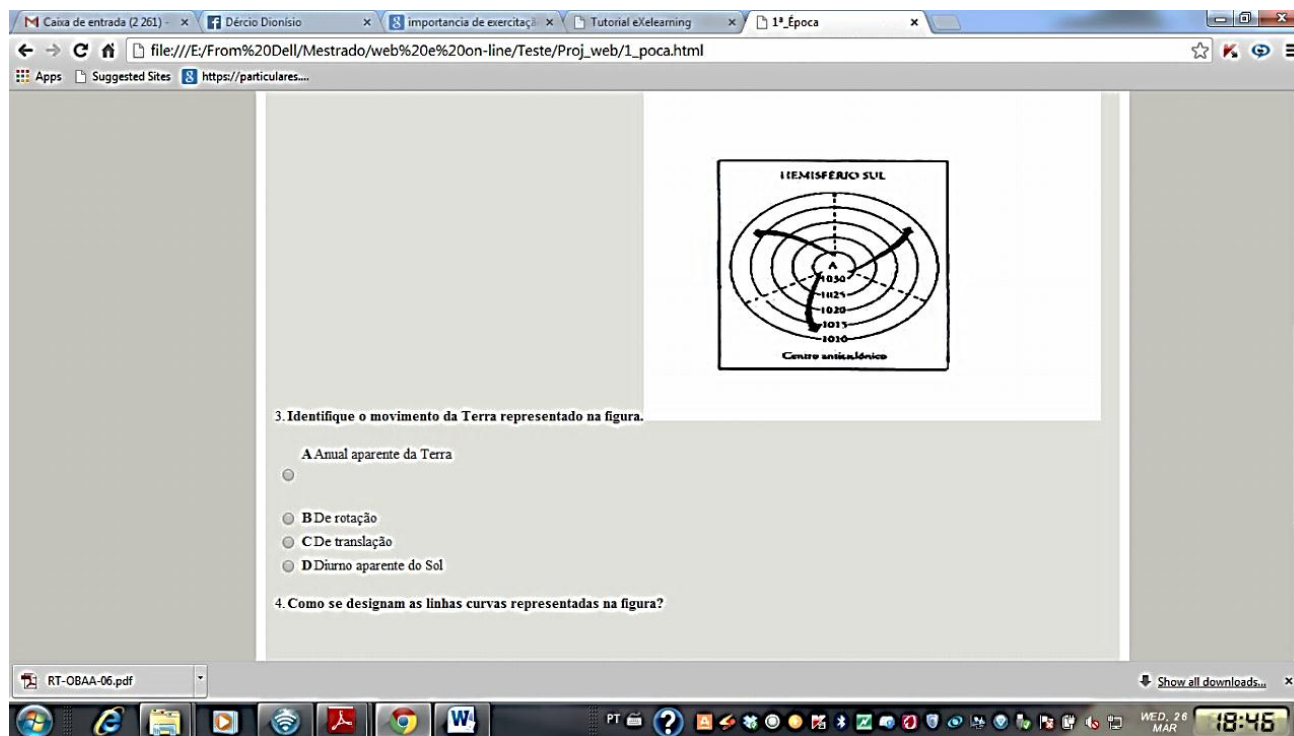 Caixa de entrada (2 261) -
Dércio Dionísio
importancia de exercitaçã
Tutorial eXelearning
1ª_Época
file:///E:/From%20Dell/Mestrado/web%20e%20on-line/Teste/Proj_web/1_poca.html
Apps
Suggested Sites
https://particulares....
HEMISFÉRIO SUL
A
1030
1025
1020
1015
1010
Centro anticiclónico
3. Identifique o movimento da Terra representado na figura.
A Anual aparente da Terra
B De rotação
C De translação
D Diurno aparente do Sol
4. Como se designam as linhas curvas representadas na figura?
RT-OBAA-06.pdf
Show all downloads...
PT
WED, 26
MAR
18:46